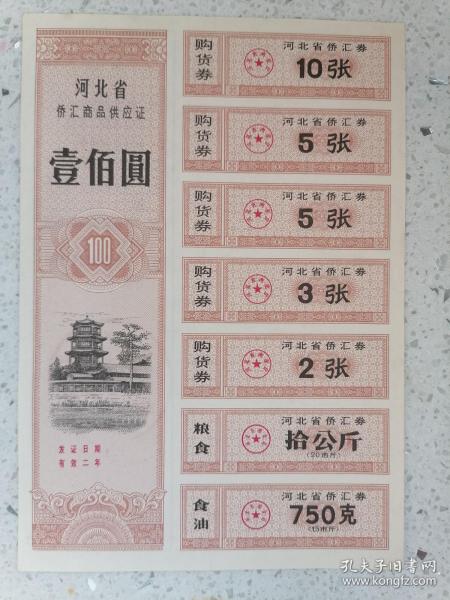 河北省
侨汇商品供应证
壹佰圓
100
发证日期
有效二年
购货券
河北省侨汇券
10张
购货券
河北省侨汇券
5张
购货券
河北省侨汇券
5张
购货券
河北省侨汇券
3张
购货券
河北省侨汇券
2张
粮食
河北省侨汇券
拾公斤
(20市斤)
食油
河北省侨汇券
750克
(1.5市斤)
孔夫子旧书网
www.kongfz.com